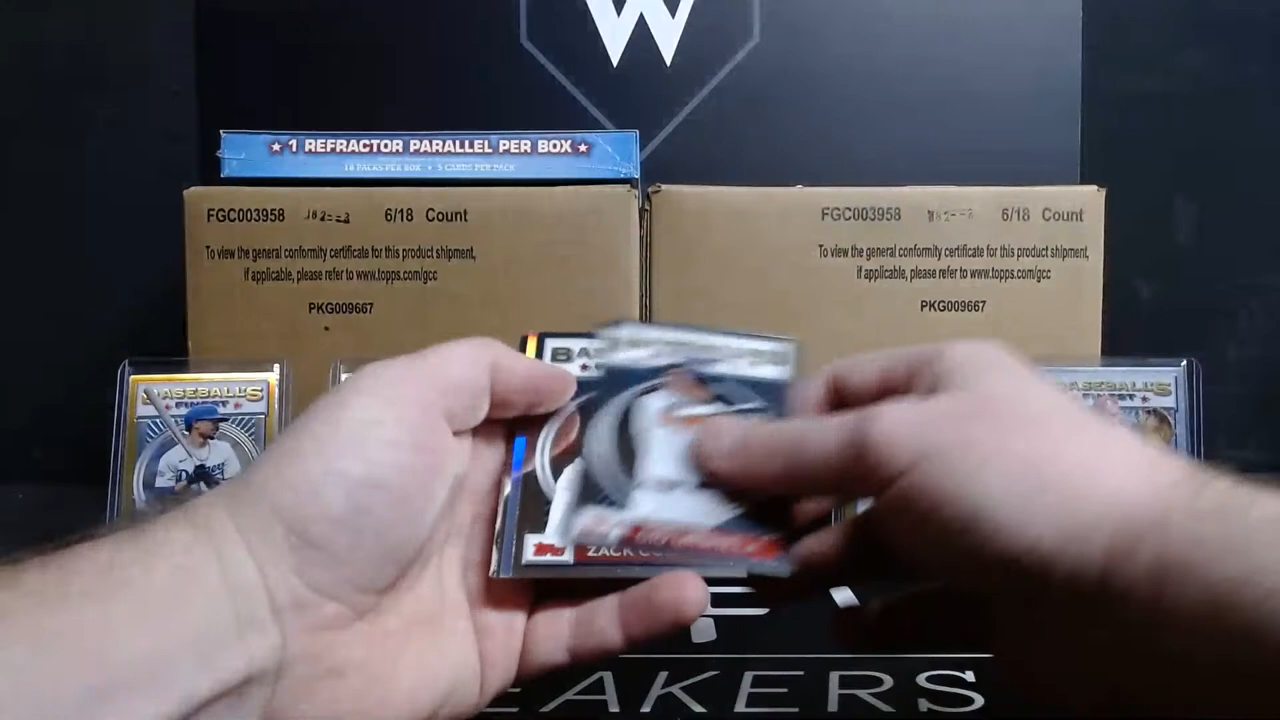 W
★ 1 REFRACTOR PARALLEL PER BOX ★
18 PACKS PER BOX • 5 CARDS PER PACK
FGC003958 6/18 Count
To view the general conformity certificate for this product shipment,
if applicable, please refer to www.topps.com/gcc
PKG009667
FGC003958 6/18 Count
To view the general conformity certificate for this product shipment,
if applicable, please refer to www.topps.com/gcc
PKG009667
BASEBALL'S
FINEST
Dodgers
BA
Topps
ZACK
BASEBALL'S
EAKERS